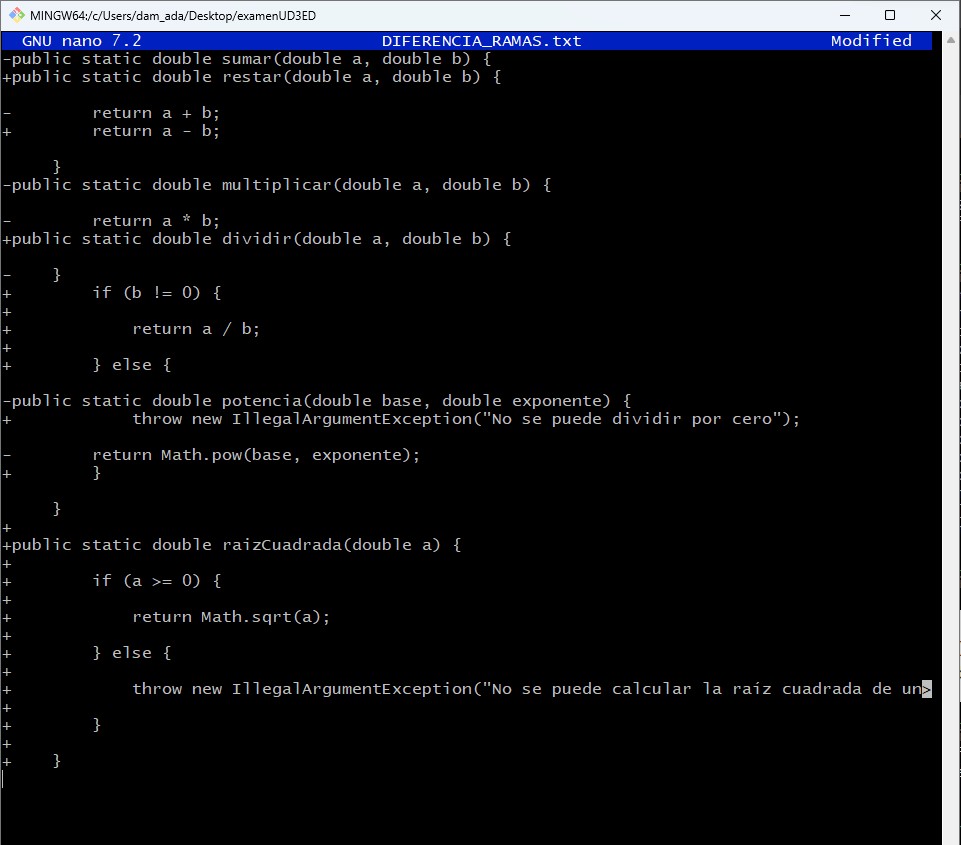 MINGW64:/c/Users/dam_ada/Desktop/examenUD3ED
GNU nano 7.2 DIFERENCIA_RAMAS.txt Modified
-public static double sumar(double a, double b) {
+public static double restar(double a, double b) {
-        return a + b;
+        return a - b;
     }
-public static double multiplicar(double a, double b) {
-        return a * b;
+public static double dividir(double a, double b) {
-    }
+        if (b != 0) {
+
+            return a / b;
+
+        } else {
-public static double potencia(double base, double exponente) {
+            throw new IllegalArgumentException("No se puede dividir por cero");
-        return Math.pow(base, exponente);
+        }
     }
+
+public static double raizCuadrada(double a) {
+
+        if (a >= 0) {
+
+            return Math.sqrt(a);
+
+        } else {
+
+            throw new IllegalArgumentException("No se puede calcular la raíz cuadrada de un>
+
+        }
+
+    }